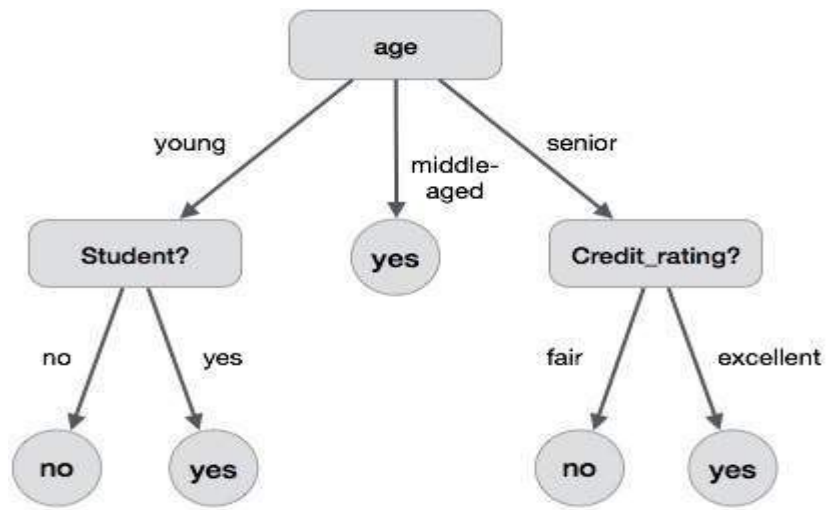 age
young
middle-
aged
senior
Student?
yes
Credit_rating?
no
yes
fair
excellent
no
yes
no
yes